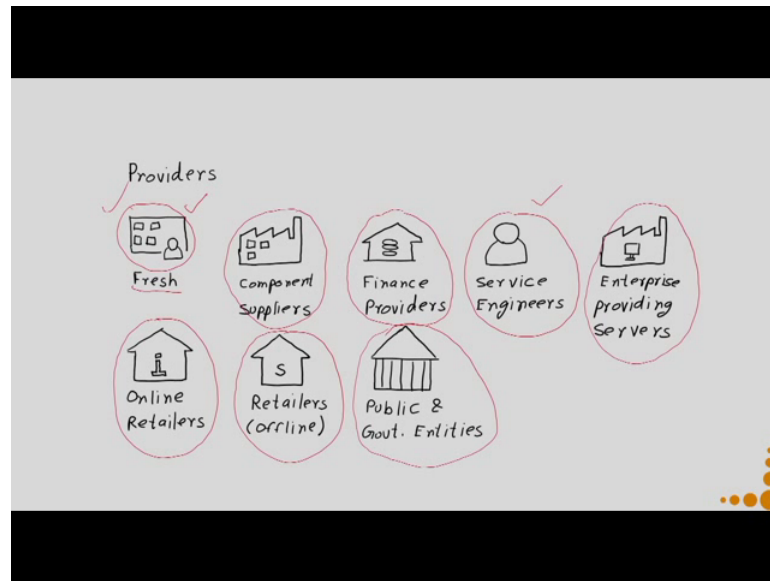 Providers
Fresh
Component
Suppliers
Finance
Providers
Service
Engineers
Enterprise
providing
Servers
i
Online
Retailers
S
Retailers
(offline)
Public &
Govt. Entities